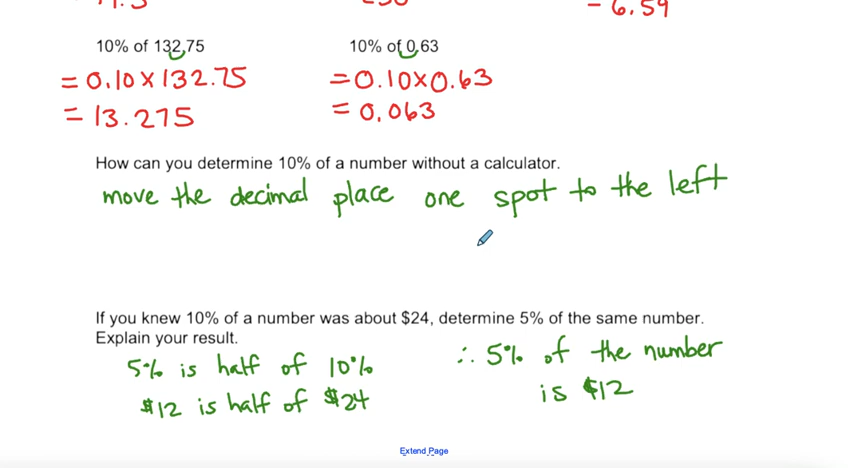 - 6.59
10% of 132.75
10% of 0.63
= 0.10 × 132.75
= 0.10 × 0.63
= 13.275
= 0.063
How can you determine 10% of a number without a calculator.
move the decimal place one spot to the left
If you knew 10% of a number was about $24, determine 5% of the same number.
Explain your result.
5% is half of 10%
$12 is half of $24
∴ 5% of the number
is $12
Extend Page